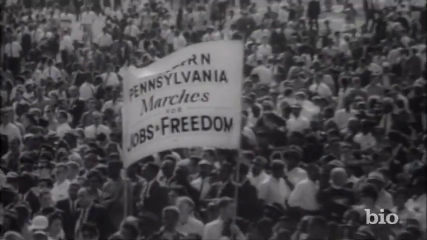 PENNSYLVANIA
Marches
FOR
JOBS & FREEDOM
bio.